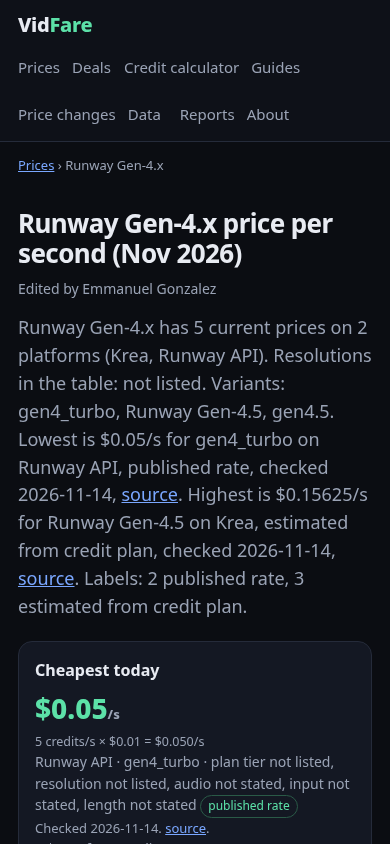 VidFare
Prices Deals Credit calculator Guides
Price changes Data Reports About
Prices › Runway Gen-4.x
Runway Gen-4.x price per
second (Nov 2026)
Edited by Emmanuel Gonzalez
Runway Gen-4.x has 5 current prices on 2
platforms (Krea, Runway API). Resolutions
in the table: not listed. Variants:
gen4_turbo, Runway Gen-4.5, gen4.5.
Lowest is $0.05/s for gen4_turbo on
Runway API, published rate, checked
2026-11-14, source. Highest is $0.15625/s
for Runway Gen-4.5 on Krea, estimated
from credit plan, checked 2026-11-14,
source. Labels: 2 published rate, 3
estimated from credit plan.
Cheapest today
$0.05/s
5 credits/s × $0.01 = $0.050/s
Runway API · gen4_turbo · plan tier not listed,
resolution not listed, audio not stated, input not
stated, length not stated published rate
Checked 2026-11-14. source.